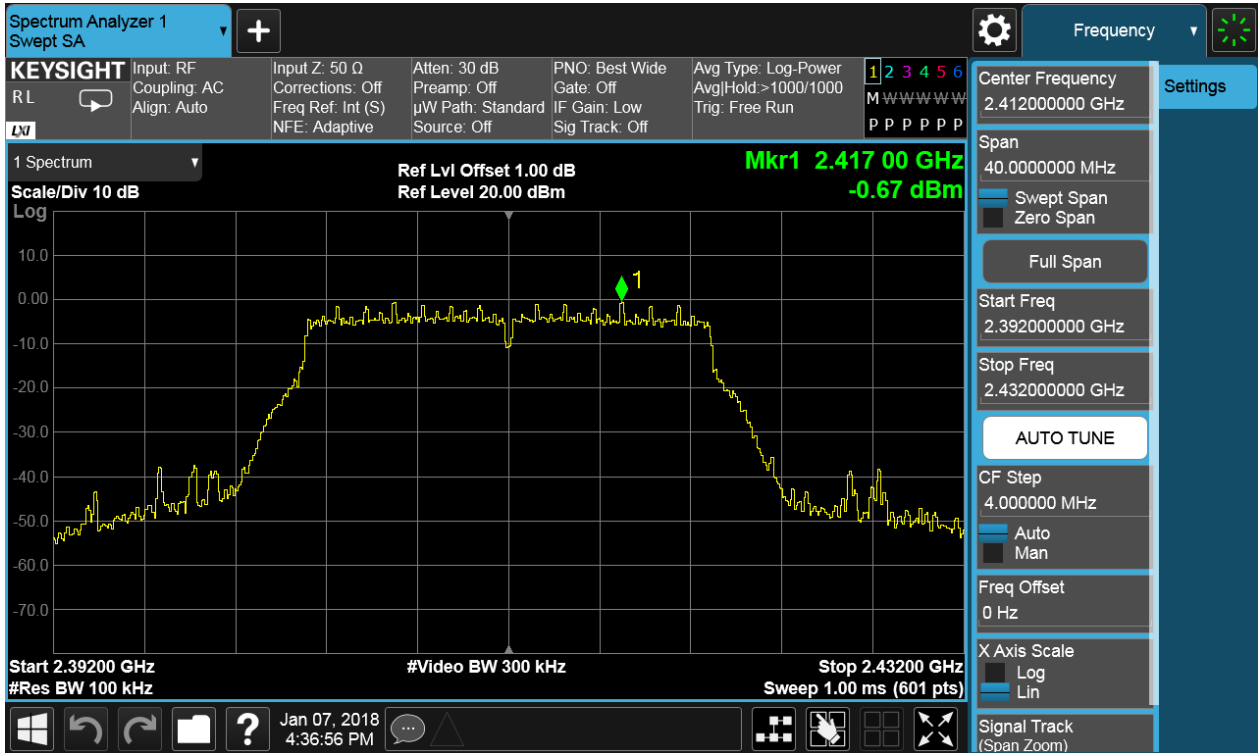 Spectrum Analyzer 1
Swept SA
Frequency
KEYSIGHT
R L
LXI
Input: RF
Coupling: AC
Align: Auto
Input Z: 50 Ω
Corrections: Off
Freq Ref: Int (S)
NFE: Adaptive
Atten: 30 dB
Preamp: Off
µW Path: Standard
Source: Off
PNO: Best Wide
Gate: Off
IF Gain: Low
Sig Track: Off
Avg Type: Log-Power
Avg|Hold:>1000/1000
Trig: Free Run
1 2 3 4 5 6
M W W W W W
P P P P P P
1 Spectrum
Scale/Div 10 dB
Log
Ref Lvl Offset 1.00 dB
Ref Level 20.00 dBm
Mkr1 2.417 00 GHz
-0.67 dBm
1
10.0
0.00
-10.0
-20.0
-30.0
-40.0
-50.0
-60.0
-70.0
Start 2.39200 GHz
#Res BW 100 kHz
#Video BW 300 kHz
Stop 2.43200 GHz
Sweep 1.00 ms (601 pts)
Jan 07, 2018
4:36:56 PM
?
Settings
Center Frequency
2.412000000 GHz
Span
40.0000000 MHz
Swept Span
Zero Span
Full Span
Start Freq
2.392000000 GHz
Stop Freq
2.432000000 GHz
AUTO TUNE
CF Step
4.000000 MHz
Auto
Man
Freq Offset
0 Hz
X Axis Scale
Log
Lin
Signal Track
(Span Zoom)